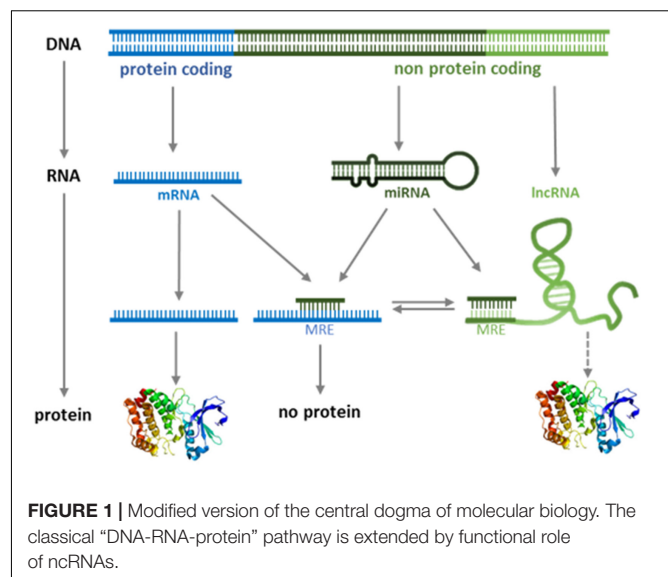 DNA
protein coding
non protein coding
RNA
mRNA
miRNA
lncRNA
MRE
MRE
protein
no protein
FIGURE 1 | Modified version of the central dogma of molecular biology. The
classical “DNA-RNA-protein” pathway is extended by functional role
of ncRNAs.